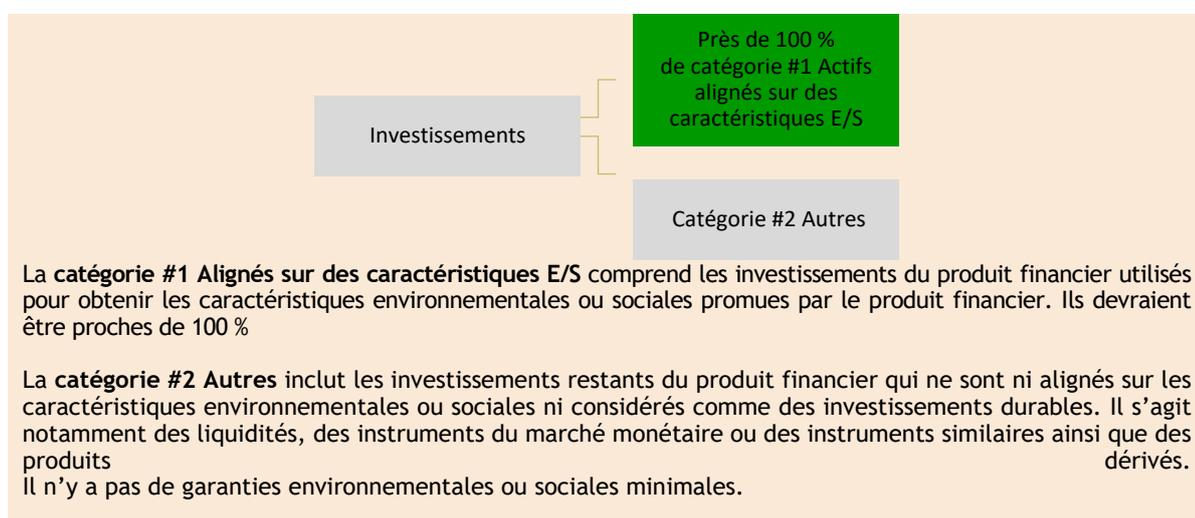 Près de 100 %
de catégorie #1 Actifs
alignés sur des
caractéristiques E/S
Investissements
Catégorie #2 Autres
La catégorie #1 Alignés sur des caractéristiques E/S comprend les investissements du produit financier utilisés
pour obtenir les caractéristiques environnementales ou sociales promues par le produit financier. Ils devraient
être proches de 100 %
La catégorie #2 Autres inclut les investissements restants du produit financier qui ne sont ni alignés sur les
caractéristiques environnementales ou sociales ni considérés comme des investissements durables. Il s’agit
notamment des liquidités, des instruments du marché monétaire ou des instruments similaires ainsi que des
produits dérivés.
Il n’y a pas de garanties environnementales ou sociales minimales.